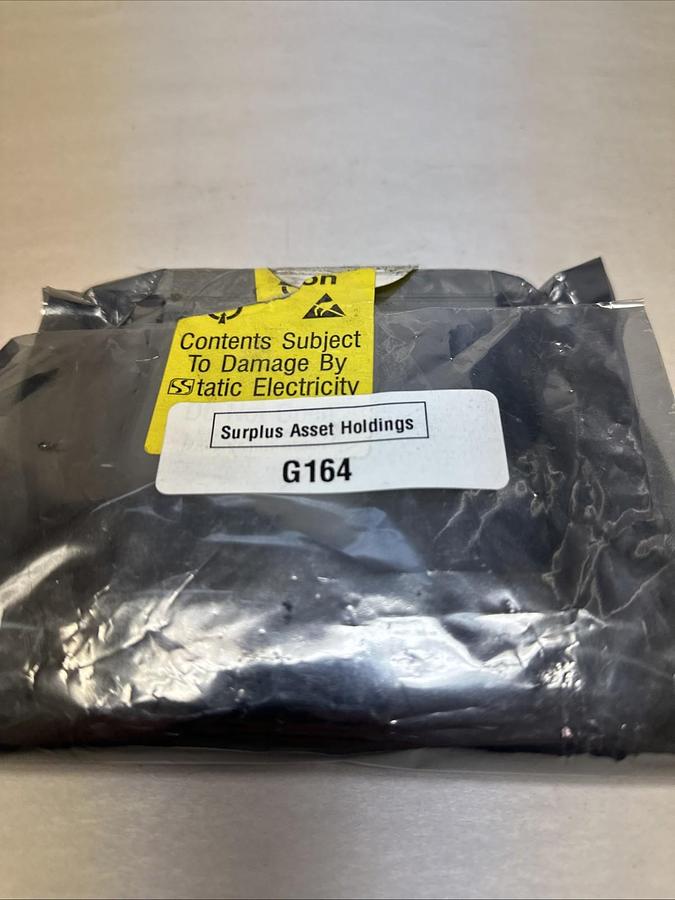 Contents Subject
To Damage By
Static Electricity
Surplus Asset Holdings
G164